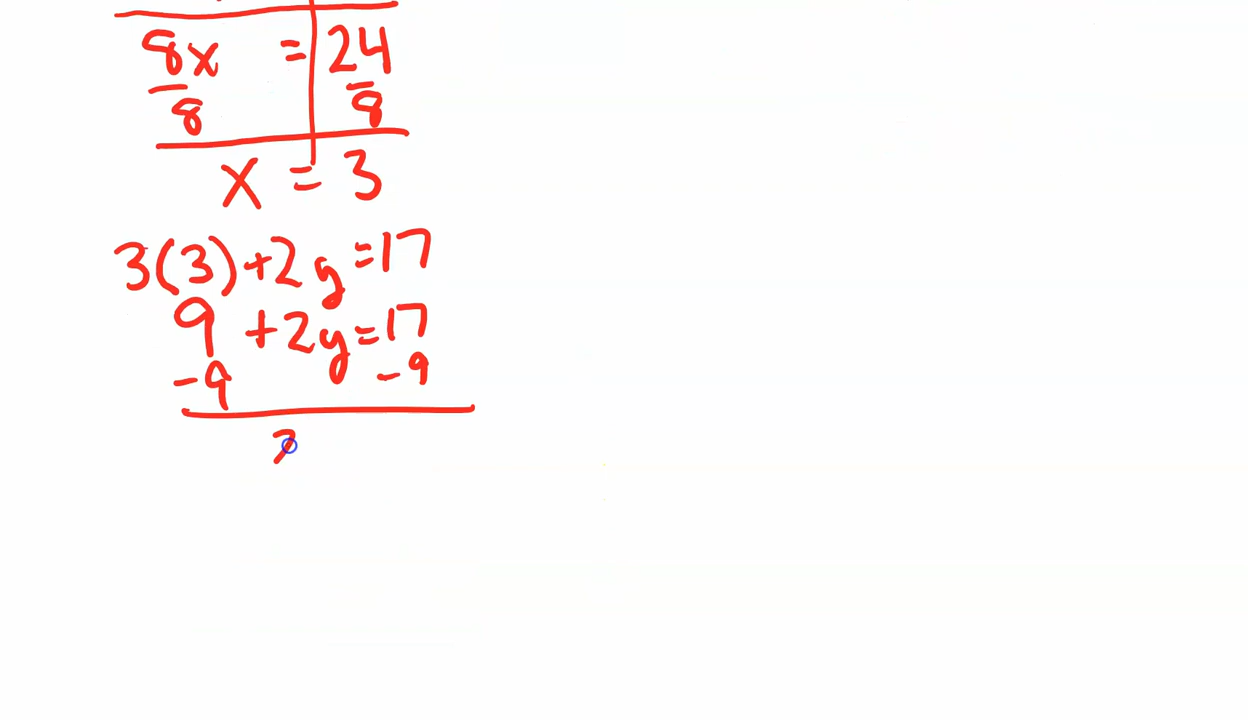 8x = 24
8 8
x = 3
3(3)+2y=17
9 +2y=17
-9 -9